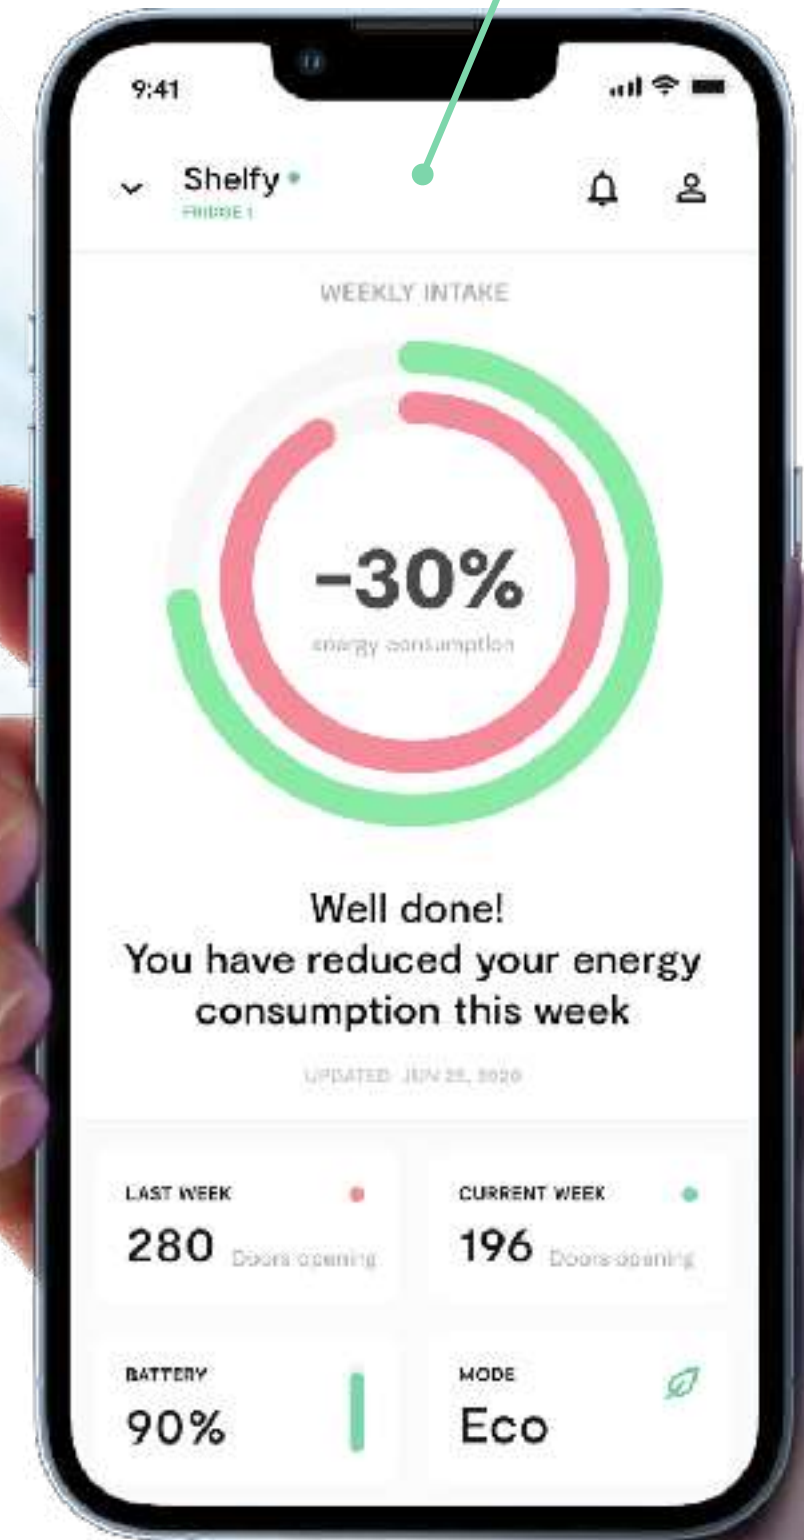 9:41
Shelfy
FRIDGE 1
WEEKLY INTAKE
-30%
energy consumption
Well done!
You have reduced your energy
consumption this week
UPDATED JUN 25, 2020
LAST WEEK
280 Doors opening
CURRENT WEEK
196 Doors opening
BATTERY
90%
MODE
Eco